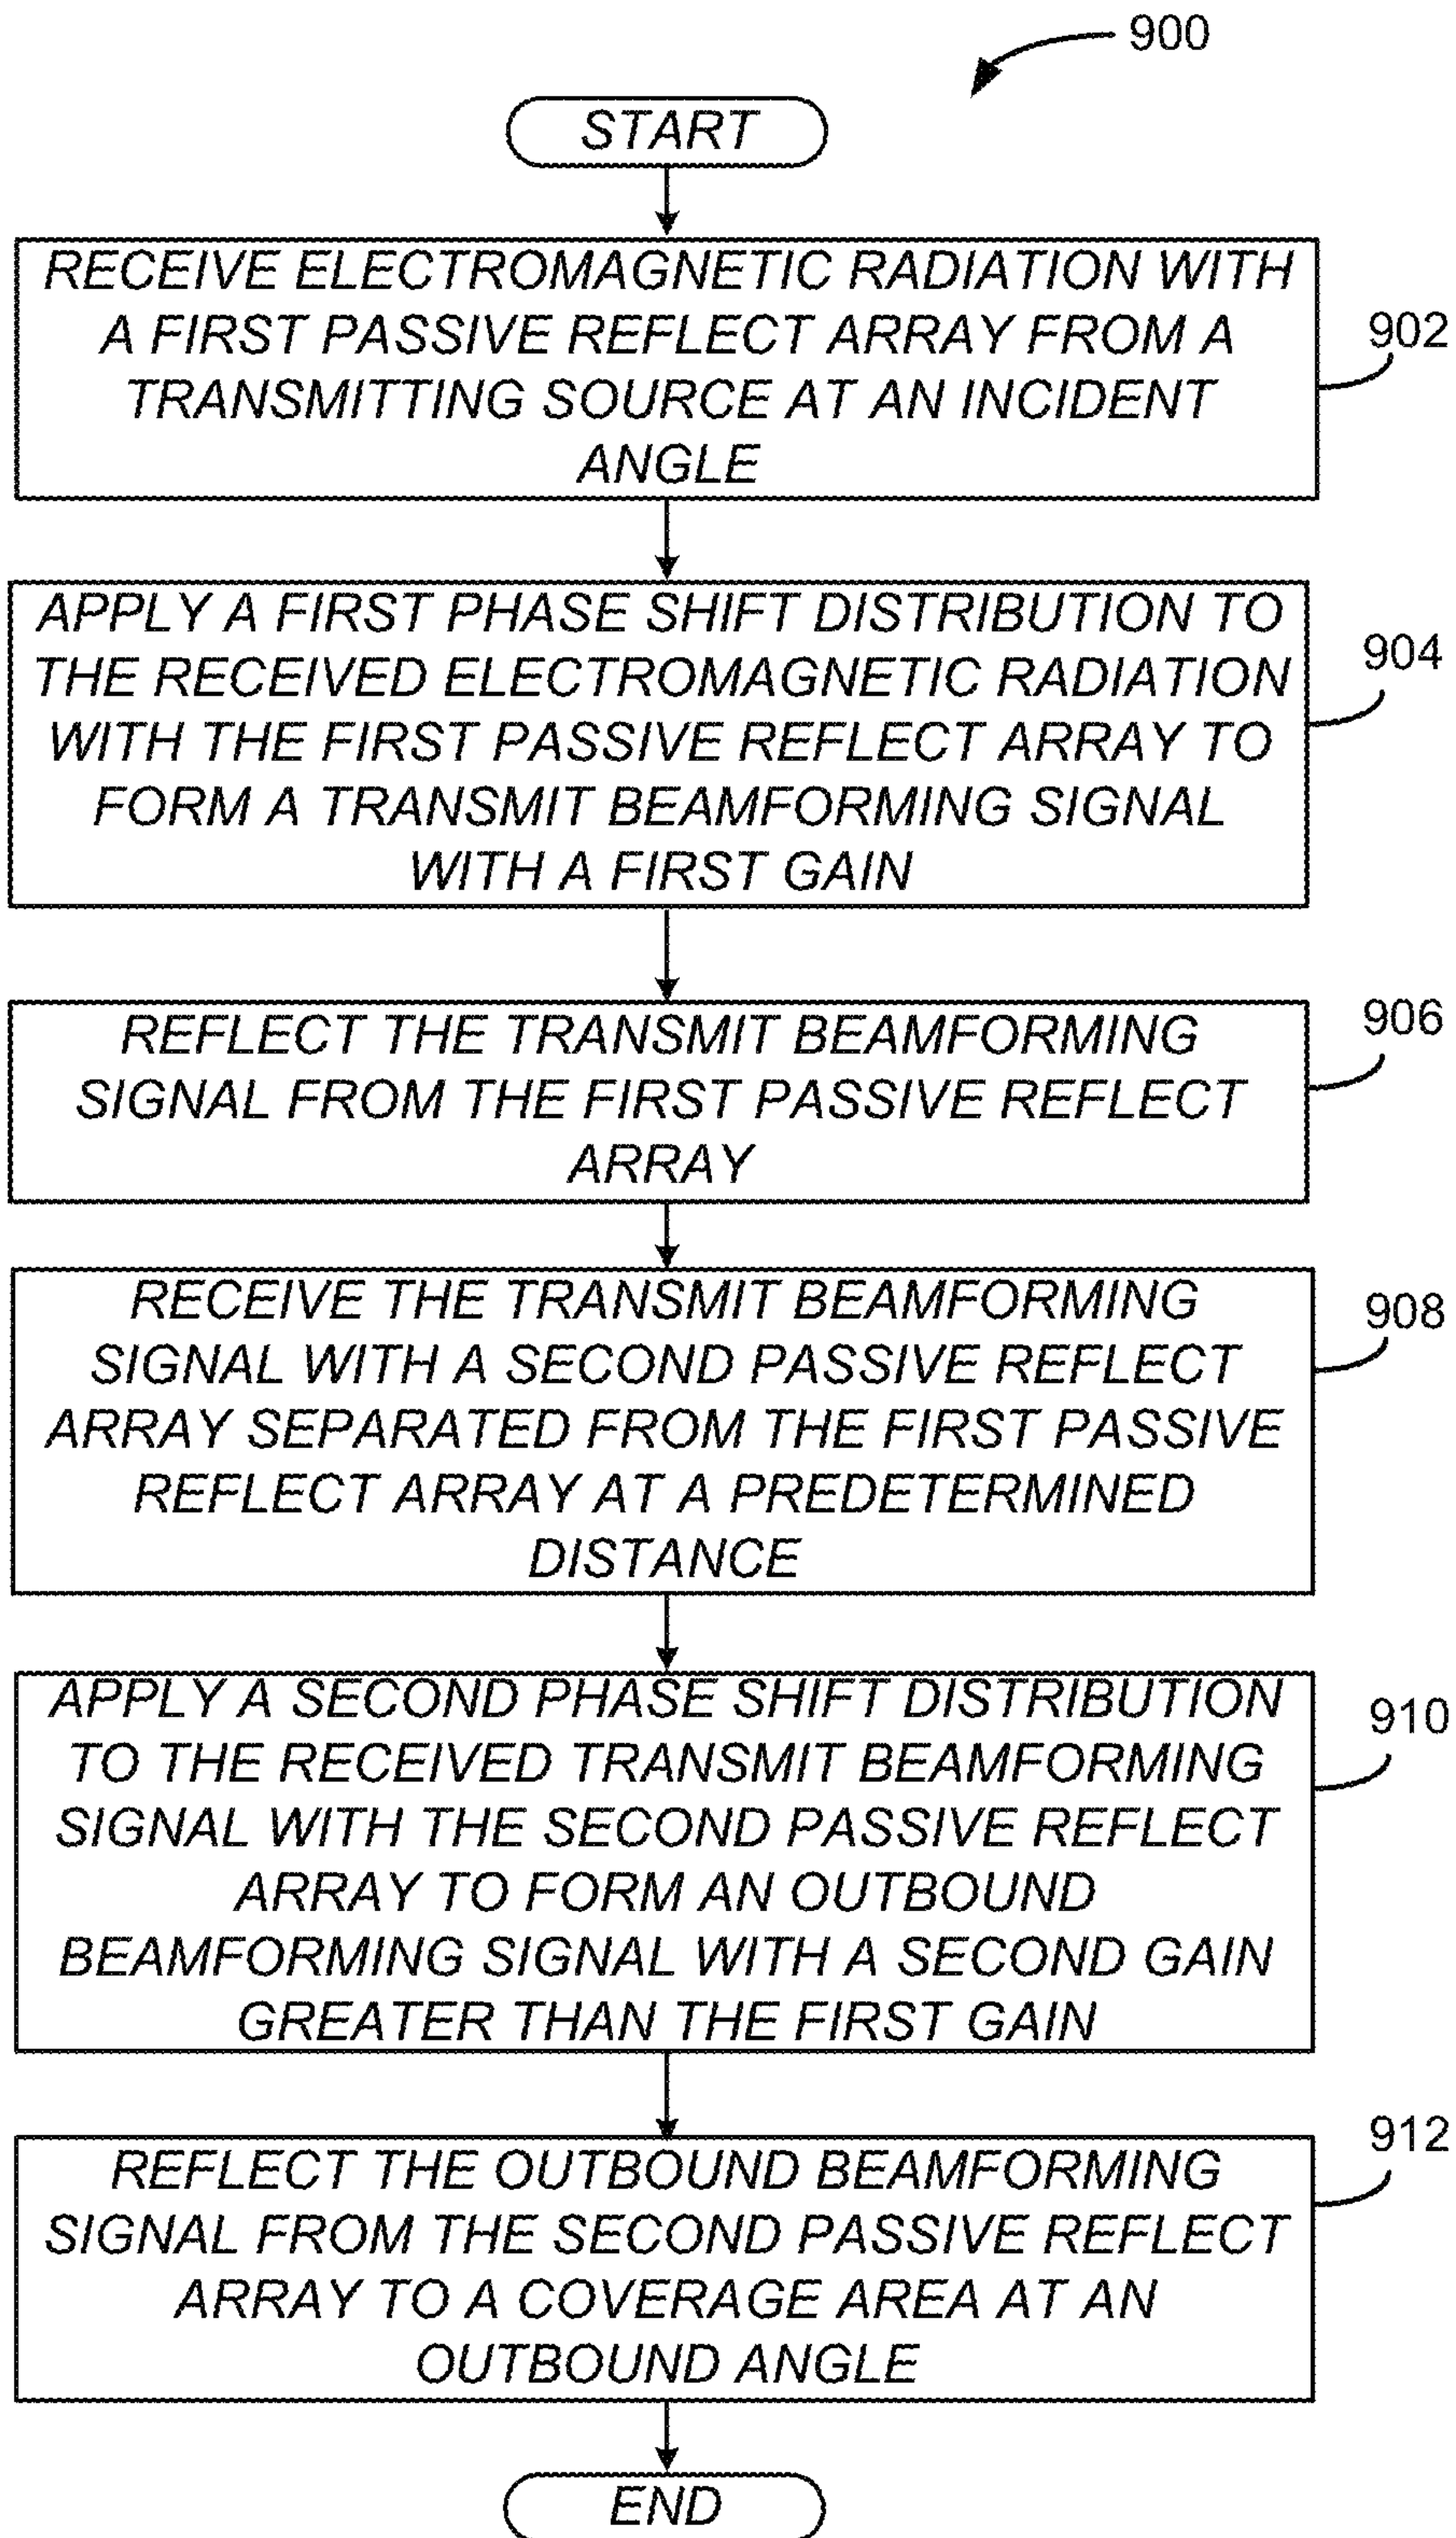 900
START
RECEIVE ELECTROMAGNETIC RADIATION WITH
A FIRST PASSIVE REFLECT ARRAY FROM A
TRANSMITTING SOURCE AT AN INCIDENT
ANGLE
902
APPLY A FIRST PHASE SHIFT DISTRIBUTION TO
THE RECEIVED ELECTROMAGNETIC RADIATION
WITH THE FIRST PASSIVE REFLECT ARRAY TO
FORM A TRANSMIT BEAMFORMING SIGNAL
WITH A FIRST GAIN
904
REFLECT THE TRANSMIT BEAMFORMING
SIGNAL FROM THE FIRST PASSIVE REFLECT
ARRAY
906
RECEIVE THE TRANSMIT BEAMFORMING
SIGNAL WITH A SECOND PASSIVE REFLECT
ARRAY SEPARATED FROM THE FIRST PASSIVE
REFLECT ARRAY AT A PREDETERMINED
DISTANCE
908
APPLY A SECOND PHASE SHIFT DISTRIBUTION
TO THE RECEIVED TRANSMIT BEAMFORMING
SIGNAL WITH THE SECOND PASSIVE REFLECT
ARRAY TO FORM AN OUTBOUND
BEAMFORMING SIGNAL WITH A SECOND GAIN
GREATER THAN THE FIRST GAIN
910
REFLECT THE OUTBOUND BEAMFORMING
SIGNAL FROM THE SECOND PASSIVE REFLECT
ARRAY TO A COVERAGE AREA AT AN
OUTBOUND ANGLE
912
END